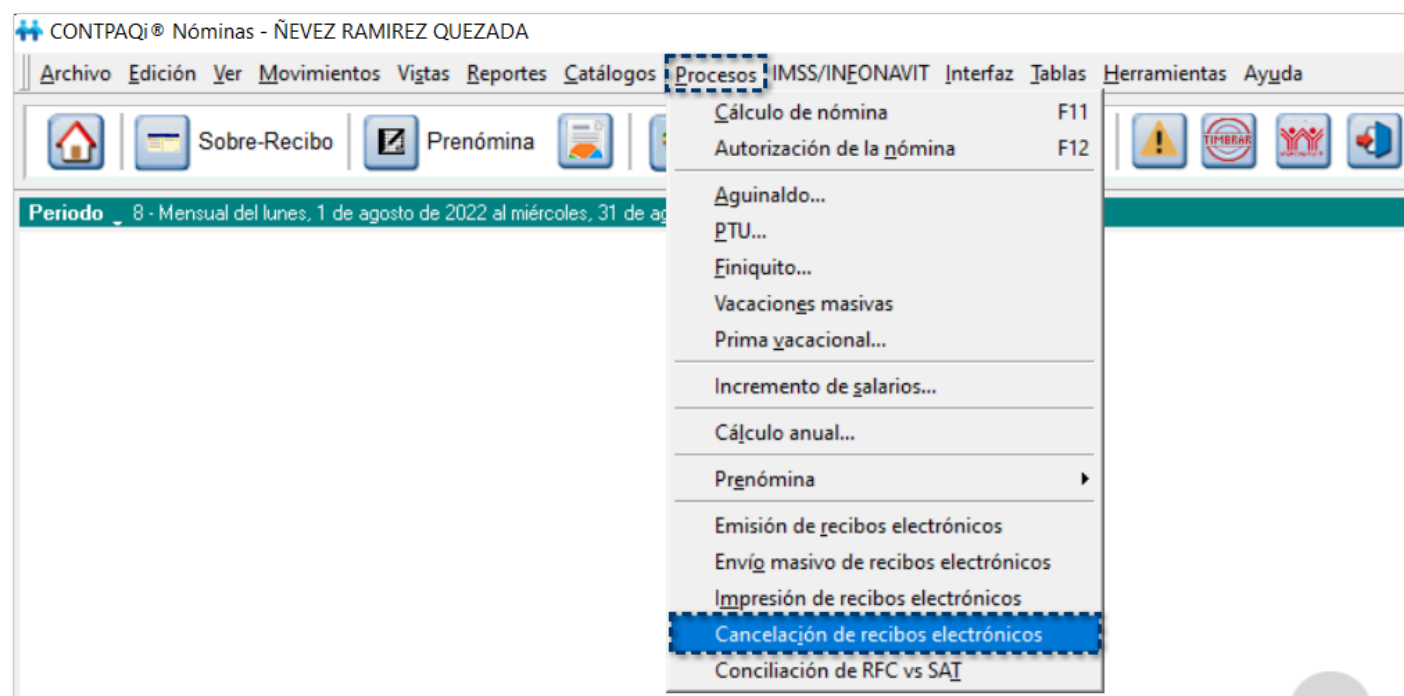 CONTPAQi® Nóminas - ÑEVEZ RAMIREZ QUEZADA
Archivo Edición Ver Movimientos Vistas Reportes Catálogos Procesos IMSS/INFONAVIT Interfaz Tablas Herramientas Ayuda
Sobre-Recibo Prenómina TIMBRAR
Periodo 8 - Mensual del lunes, 1 de agosto de 2022 al miércoles, 31 de
Cálculo de nómina F11
Autorización de la nómina F12
Aguinaldo...
PTU...
Finiquito...
Vacaciones masivas
Prima vacacional...
Incremento de salarios...
Cálculo anual...
Prenómina
Emisión de recibos electrónicos
Envío masivo de recibos electrónicos
Impresión de recibos electrónicos
Cancelación de recibos electrónicos
Conciliación de RFC vs SAT